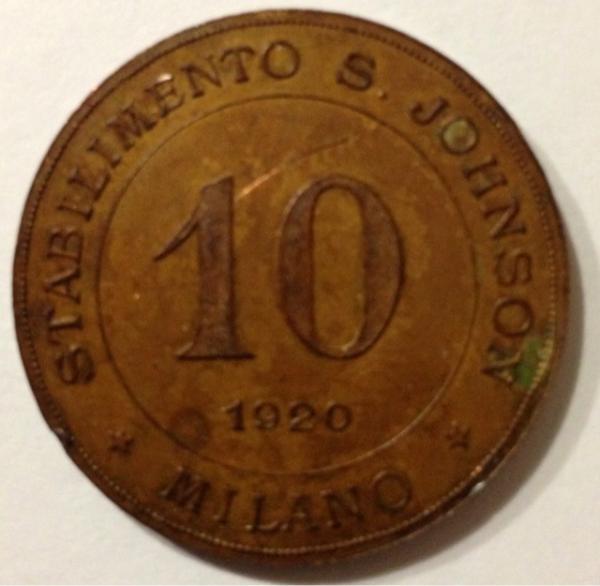 STABILIMENTO S. JOHNSON
10
1920
MILANO